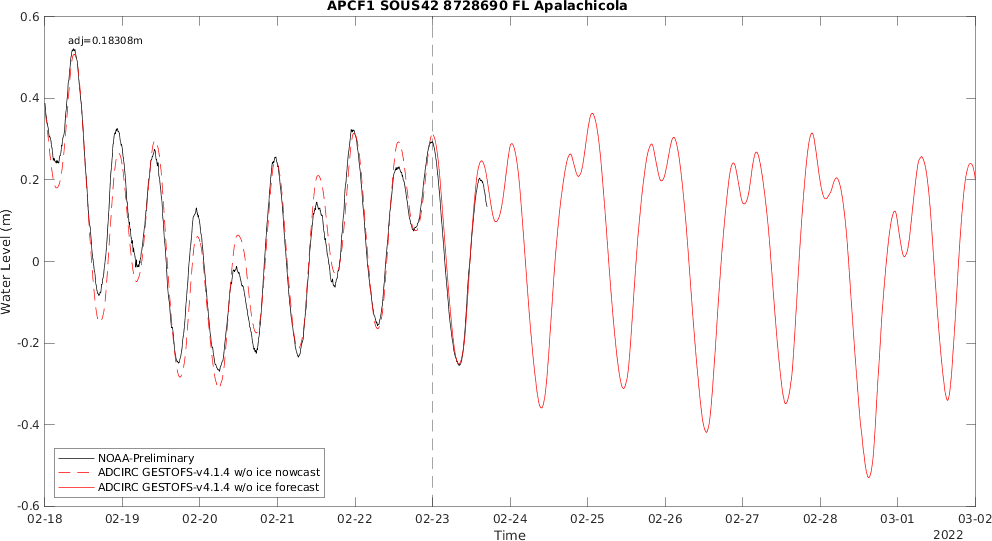 APCF1 SOUS42 8728690 FL Apalachicola
adj=0.18308m
0.6
0.4
0.2
0
-0.2
-0.4
-0.6
Water Level (m)
NOAA-Preliminary
ADCIRC GESTOFS-v4.1.4 w/o ice nowcast
ADCIRC GESTOFS-v4.1.4 w/o ice forecast
02-18 02-19 02-20 02-21 02-22 02-23 02-24 02-25 02-26 02-27 02-28 03-01 03-02
Time
2022